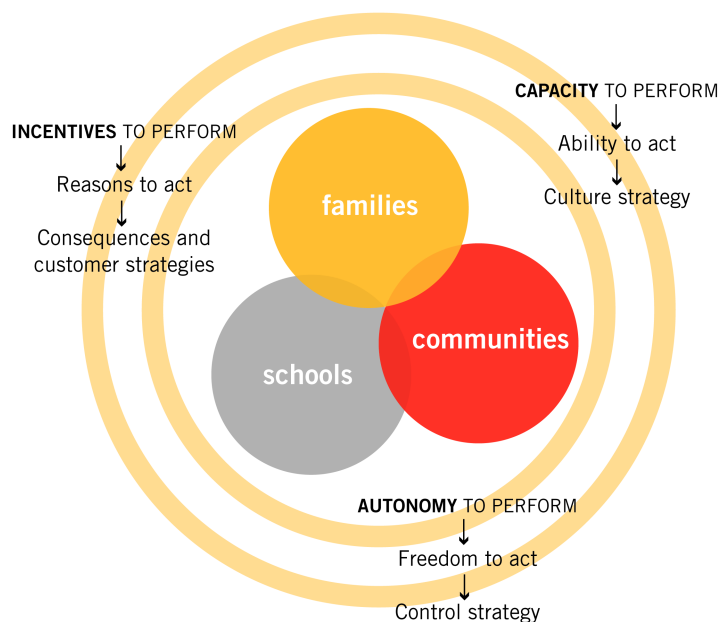 CAPACITY TO PERFORM
Ability to act
Culture strategy
INCENTIVES TO PERFORM
Reasons to act
Consequences and
customer strategies
families
communities
schools
AUTONOMY TO PERFORM
Freedom to act
Control strategy